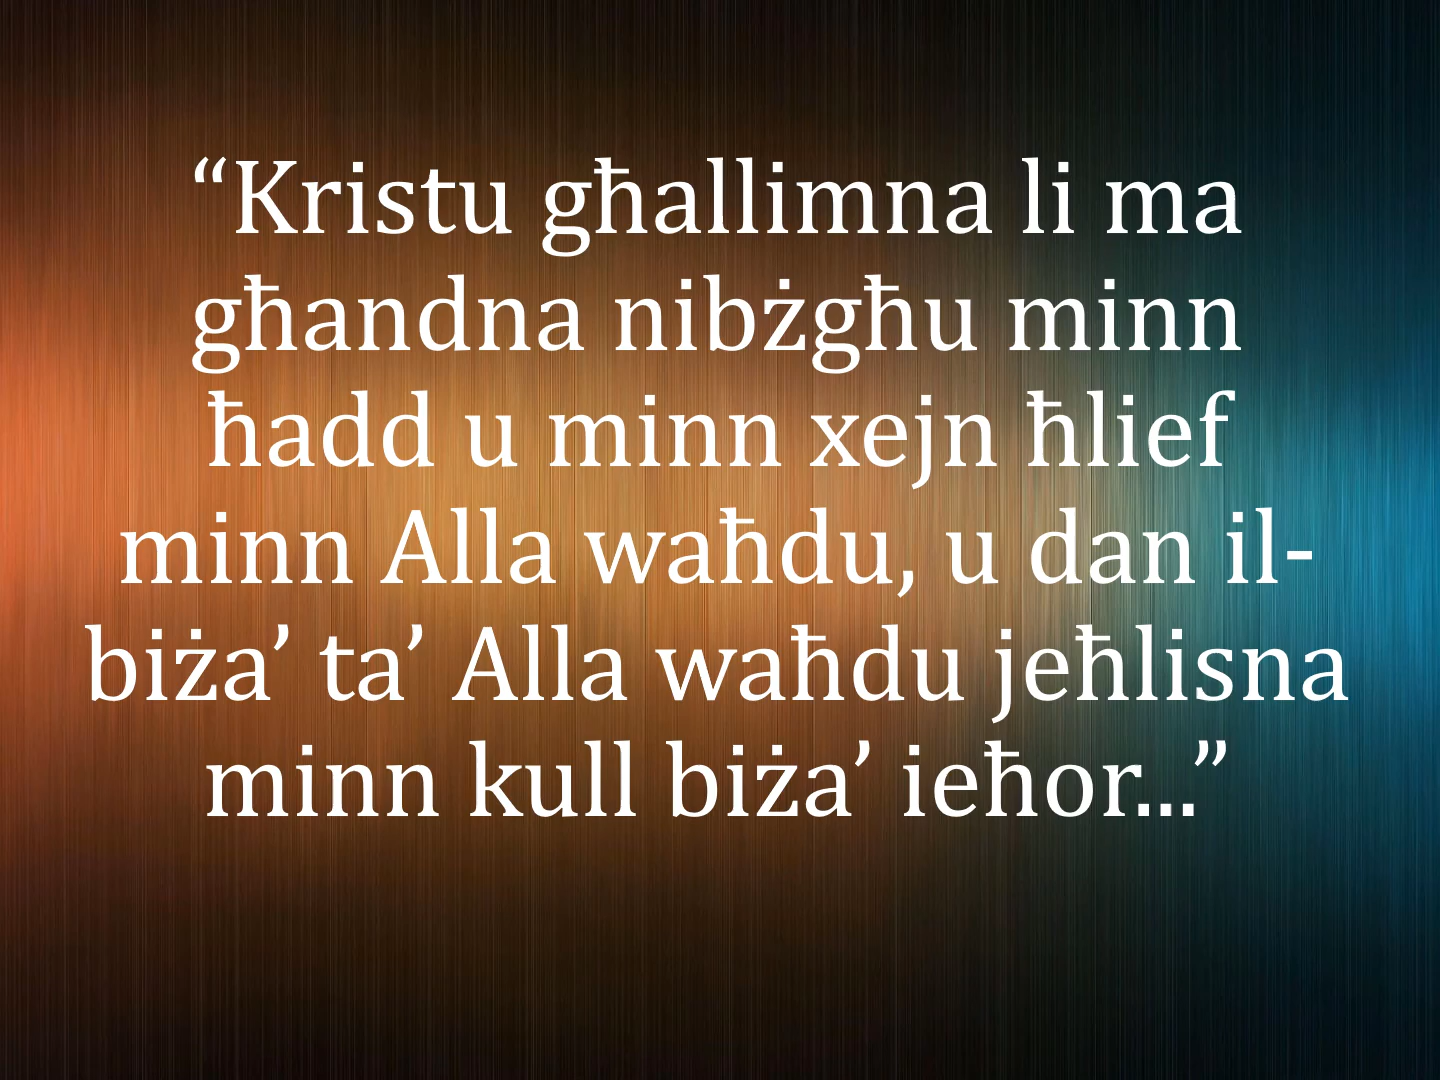 “Kristu għallimna li ma
għandna nibżgħu minn
ħadd u minn xejn ħlief
minn Alla waħdu, u dan il-
biża’ ta’ Alla waħdu jeħlisna
minn kull biża’ ieħor...”